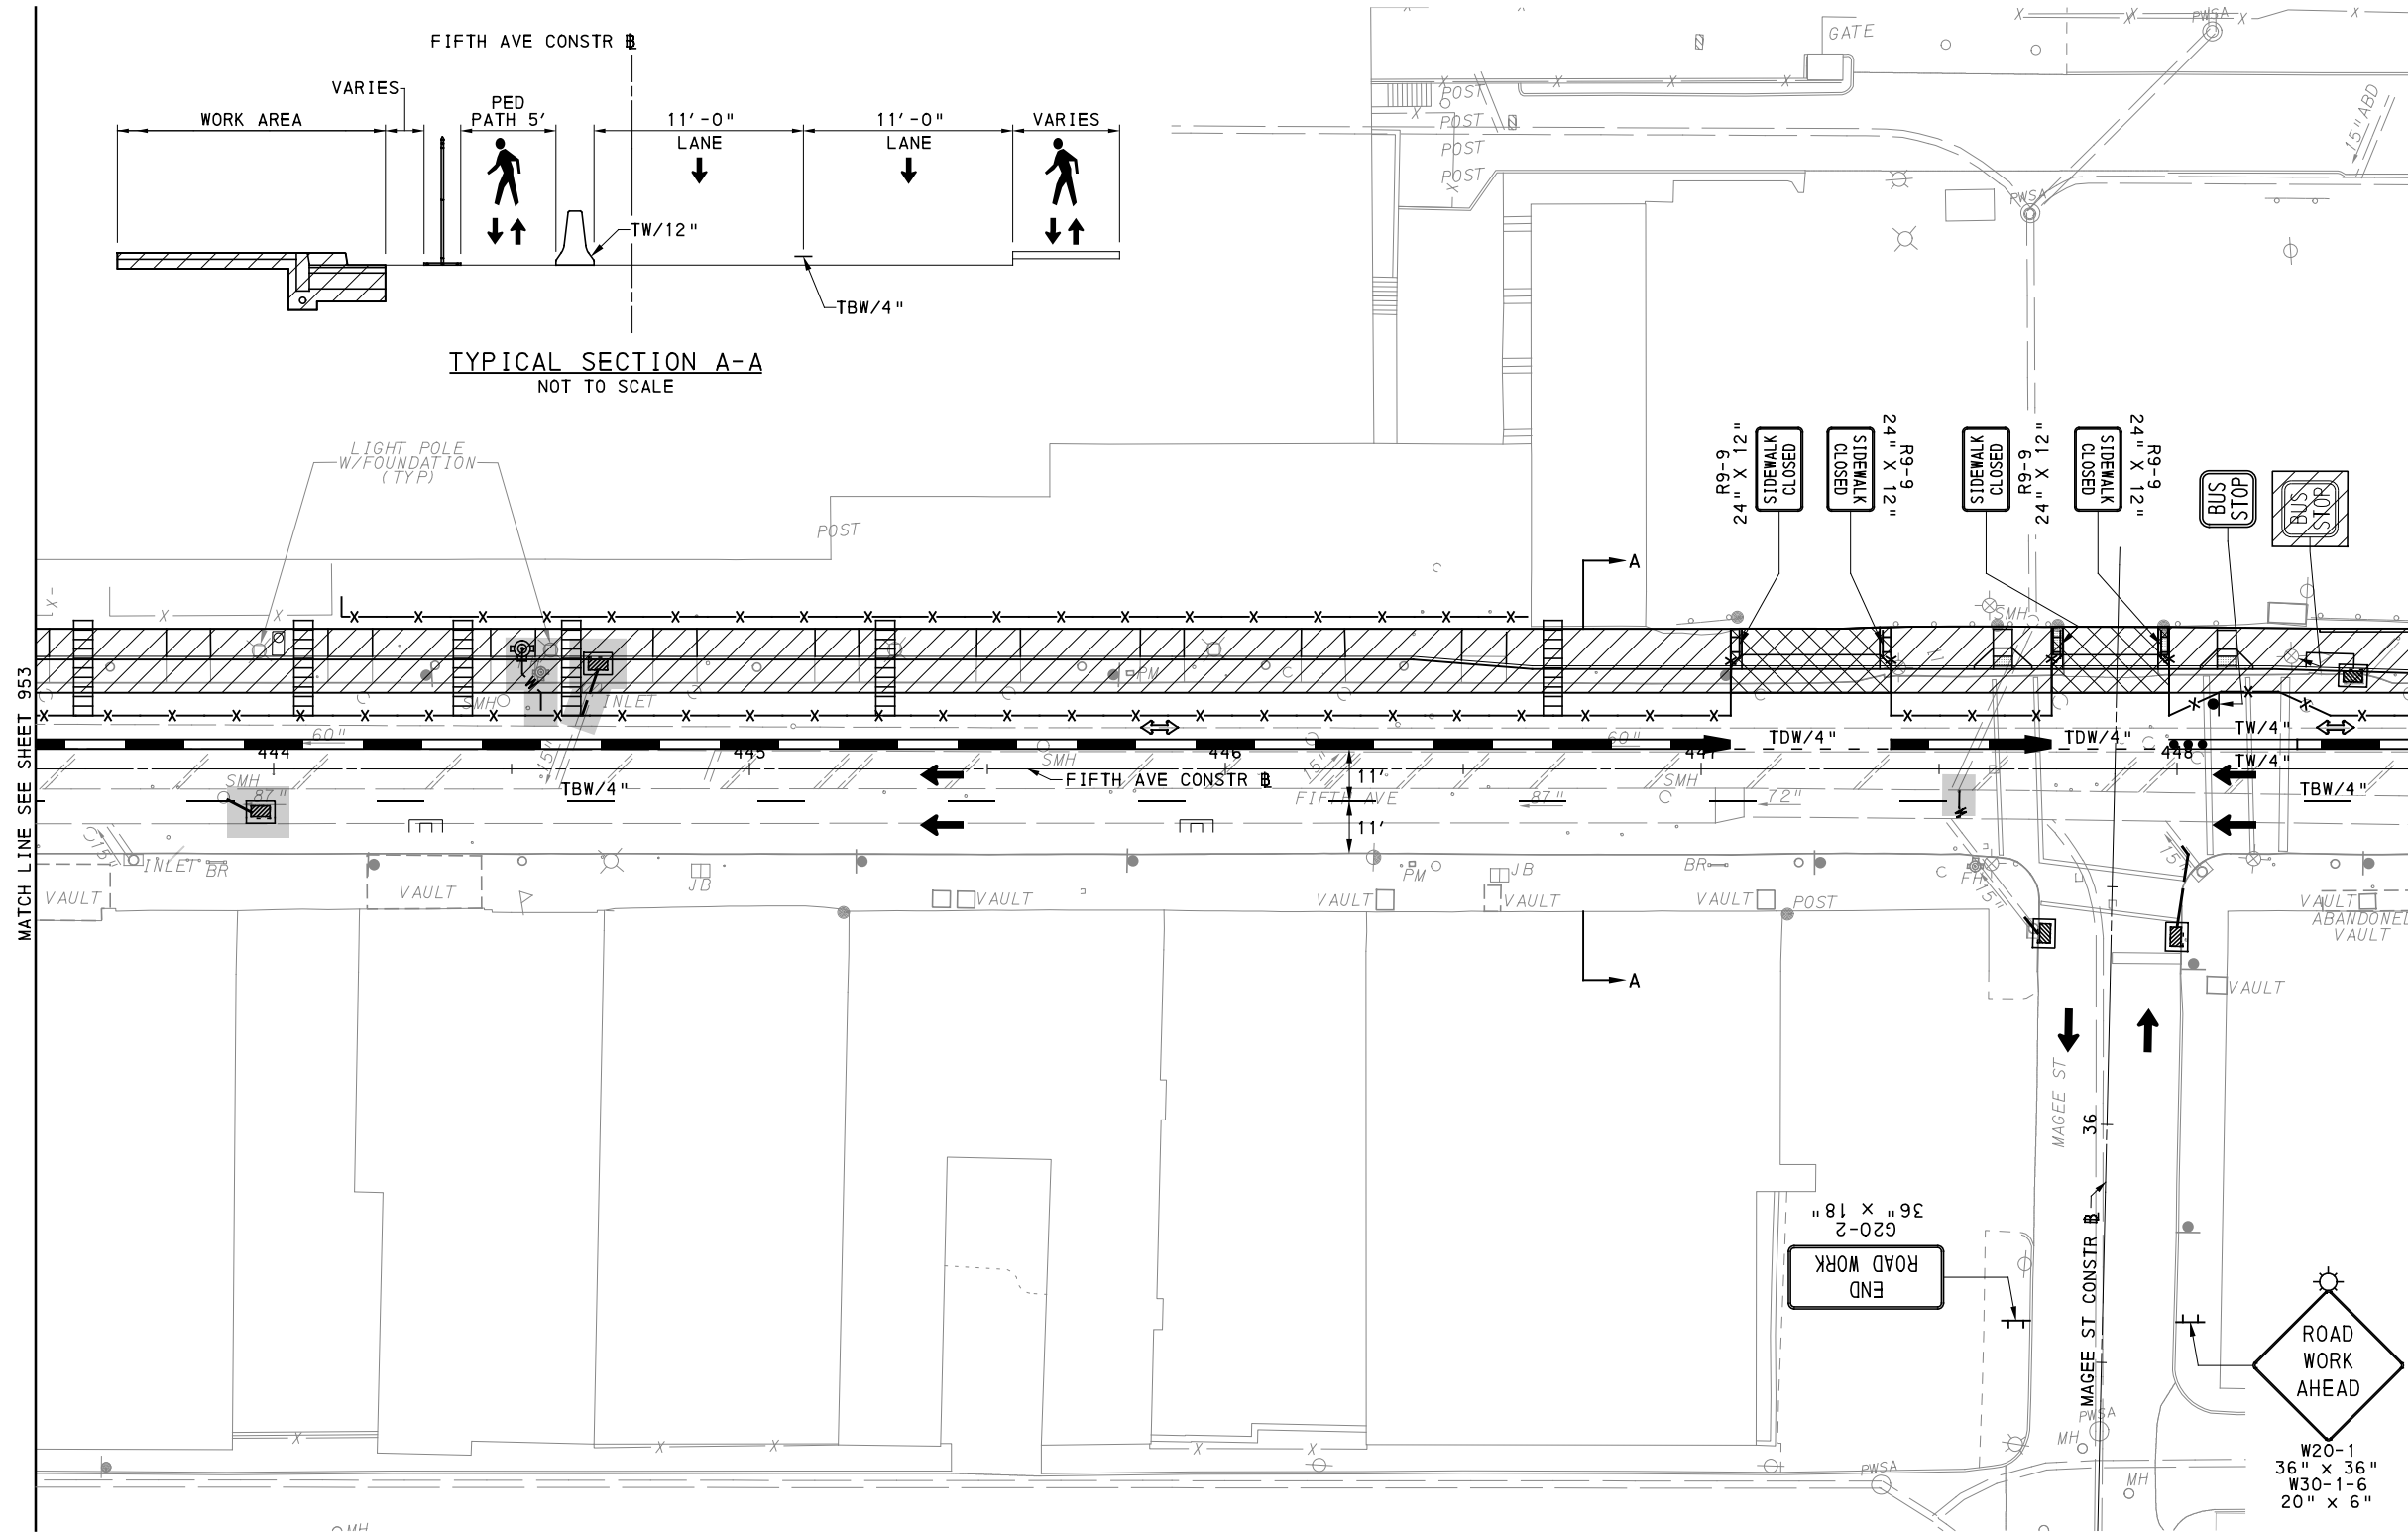 FIFTH AVE CONSTR B
VARIES
WORK AREA
PED
PATH 5'
11'-0"
LANE
11'-0"
LANE
VARIES
TW/12"
TBW/4"
TYPICAL SECTION A-A
NOT TO SCALE
GATE
PWSA
POST
POST
POST
POST
15"ABD
PWSA
LIGHT POLE
W/FOUNDATION
(TYP)
POST
R9-9
24" X 12"
SIDEWALK
CLOSED
SIDEWALK
CLOSED
R9-9
24" X 12"
SIDEWALK
CLOSED
R9-9
24" X 12"
SIDEWALK
CLOSED
R9-9
24" X 12"
BUS
STOP
BUS
STOP
A
SMH
MATCH LINE SEE SHEET 953
SMH
INLET
PM
60"
444
15"
445
SMH
446
15"
60"
447
TDW/4"
TDW/4"
448
TW/4"
TW/4"
SMH
87"
TBW/4"
FIFTH AVE CONSTR B
11'
FIFTH AVE
11'
87"
SMH
72"
TBW/4"
15"
INLET
BR
VAULT
VAULT
JB
VAULT
PM
VAULT
JB
VAULT
BR
VAULT
POST
FH
15"
15"
VAULT
ABANDONED
VAULT
A
VAULT
MAGEE ST
36
MAGEE ST CONSTR B
G20-2
36" X 18"
END
ROAD WORK
ROAD
WORK
AHEAD
W20-1
36" X 36"
W30-1-6
20" X 6"
PWSA
MH
PWSA
MH
MH